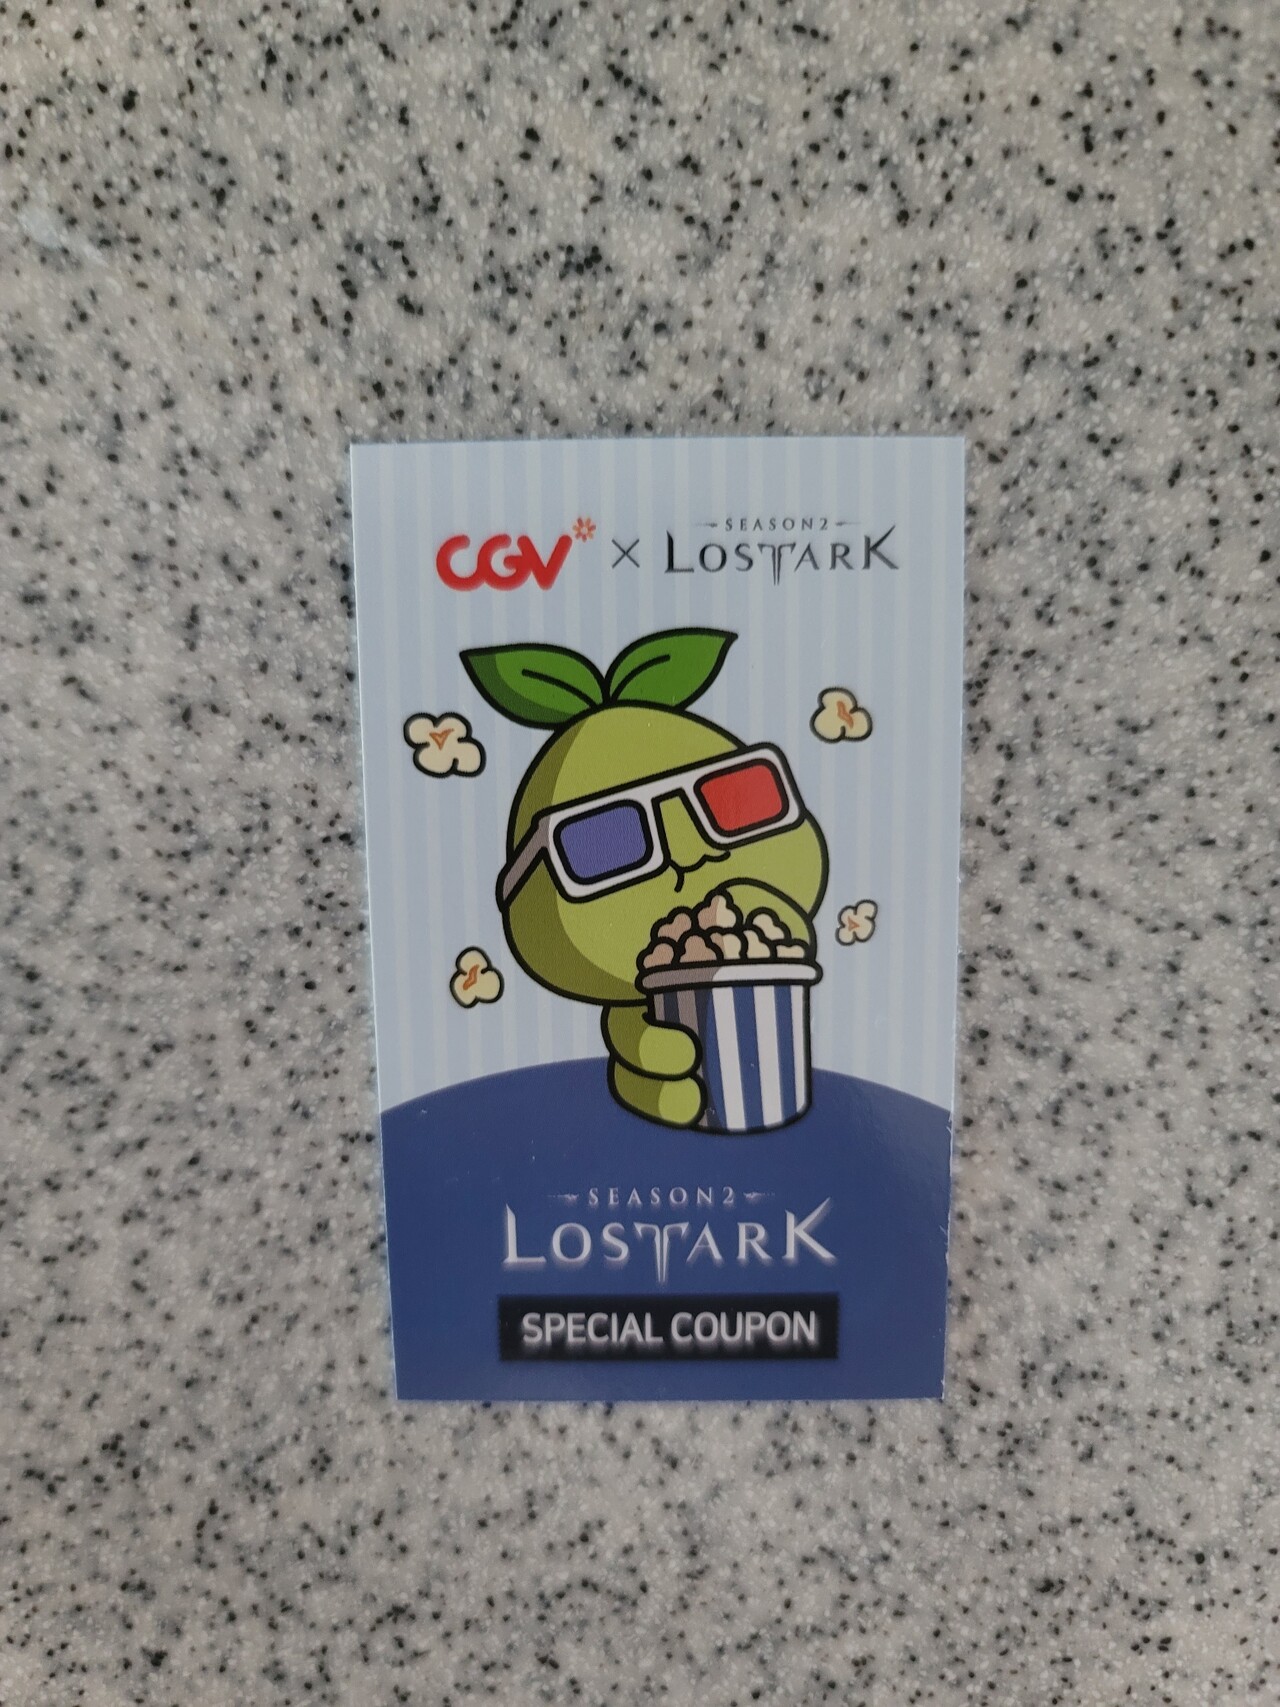 CGV × SEASON2 LOSTARK
SEASON2
LOSTARK
SPECIAL COUPON